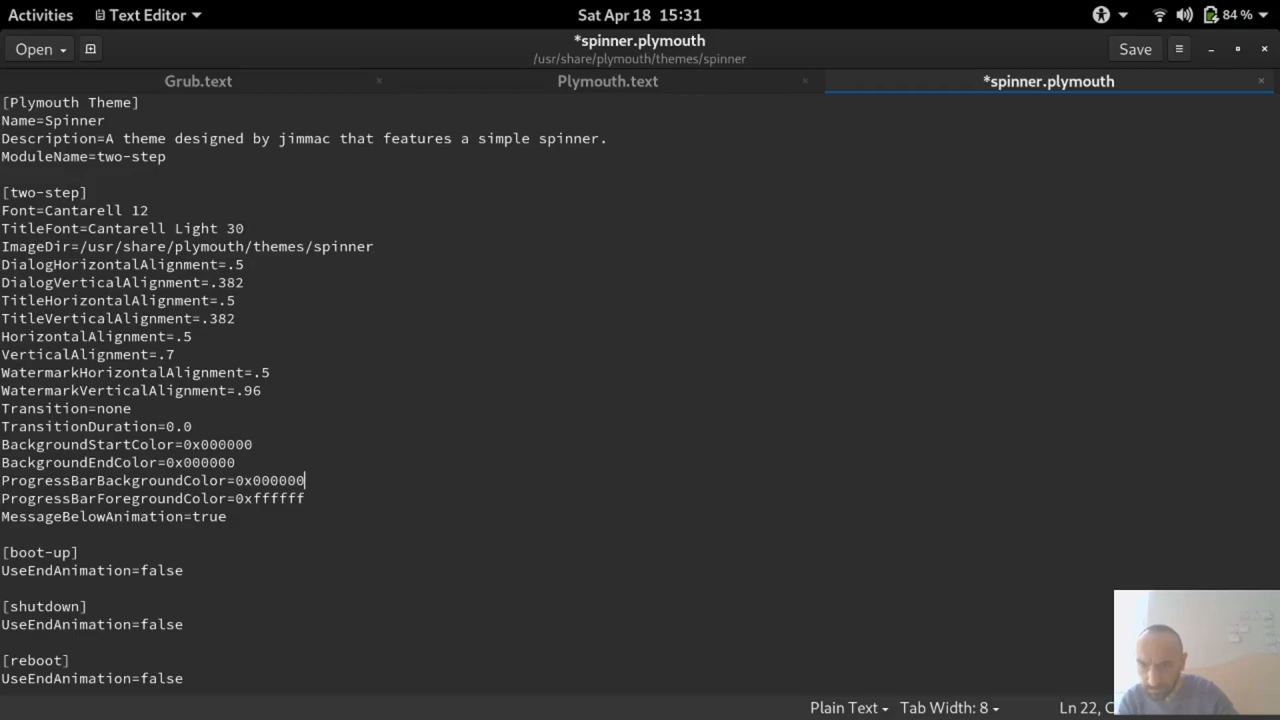 Activities Text Editor Sat Apr 18 15:31 84 %
Open *spinner.plymouth Save
/usr/share/plymouth/themes/spinner
Grub.text Plymouth.text *spinner.plymouth
[Plymouth Theme]
Name=Spinner
Description=A theme designed by jimmac that features a simple spinner.
ModuleName=two-step
[two-step]
Font=Cantarell 12
TitleFont=Cantarell Light 30
ImageDir=/usr/share/plymouth/themes/spinner
DialogHorizontalAlignment=.5
DialogVerticalAlignment=.382
TitleHorizontalAlignment=.5
TitleVerticalAlignment=.382
HorizontalAlignment=.5
VerticalAlignment=.7
WatermarkHorizontalAlignment=.5
WatermarkVerticalAlignment=.96
Transition=none
TransitionDuration=0.0
BackgroundStartColor=0x000000
BackgroundEndColor=0x000000
ProgressBarBackgroundColor=0x000000
ProgressBarForegroundColor=0xffffff
MessageBelowAnimation=true
[boot-up]
UseEndAnimation=false
[shutdown]
UseEndAnimation=false
[reboot]
UseEndAnimation=false
Plain Text Tab Width: 8 Ln 22, C